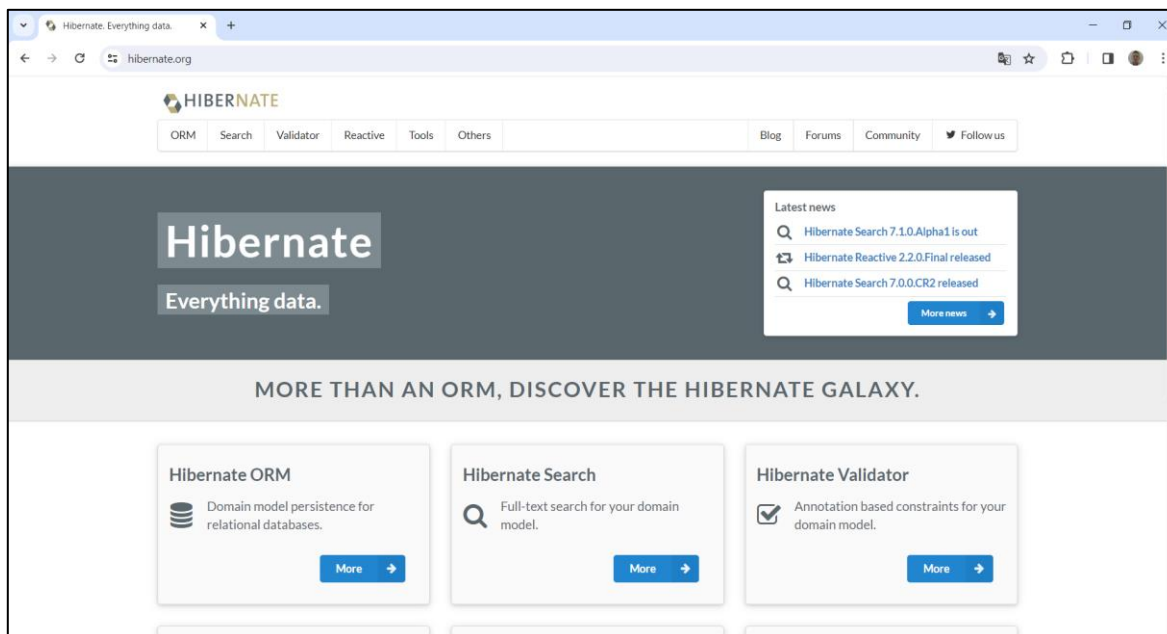 Hibernate. Everything data.
hibernate.org
HIBERNATE
ORM Search Validator Reactive Tools Others Blog Forums Community Follow us
Hibernate
Everything data.
Latest news
Hibernate Search 7.1.0.Alpha1 is out
Hibernate Reactive 2.2.0.Final released
Hibernate Search 7.0.0.CR2 released
More news
MORE THAN AN ORM, DISCOVER THE HIBERNATE GALAXY.
Hibernate ORM
Domain model persistence for
relational databases.
More
Hibernate Search
Full-text search for your domain
model.
More
Hibernate Validator
Annotation based constraints for your
domain model.
More